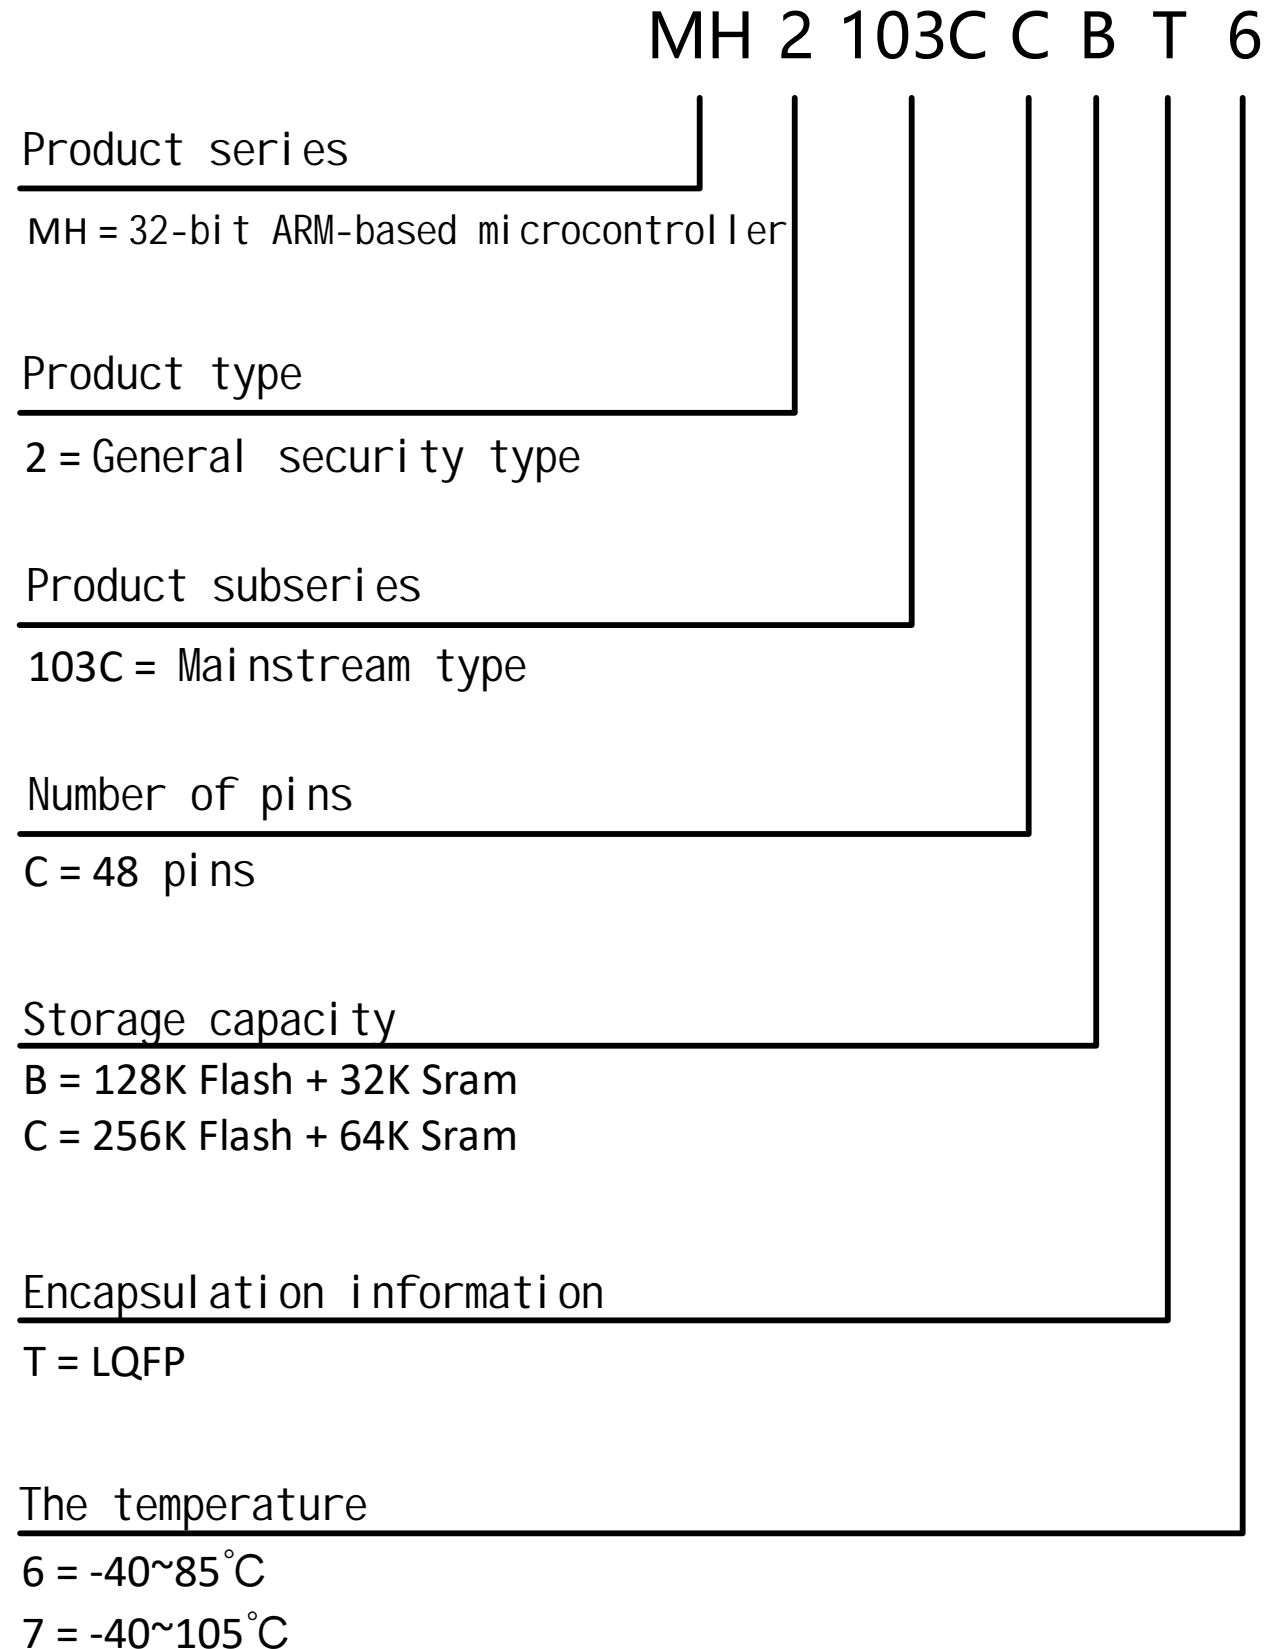 MH 2 103C C B T 6
Product series
MH = 32-bit ARM-based microcontroller
Product type
2 = General security type
Product subseries
103C = Mainstream type
Number of pins
C = 48 pins
Storage capacity
B = 128K Flash + 32K Sram
C = 256K Flash + 64K Sram
Encapsulation information
T = LQFP
The temperature
6 = -40~85℃
7 = -40~105℃